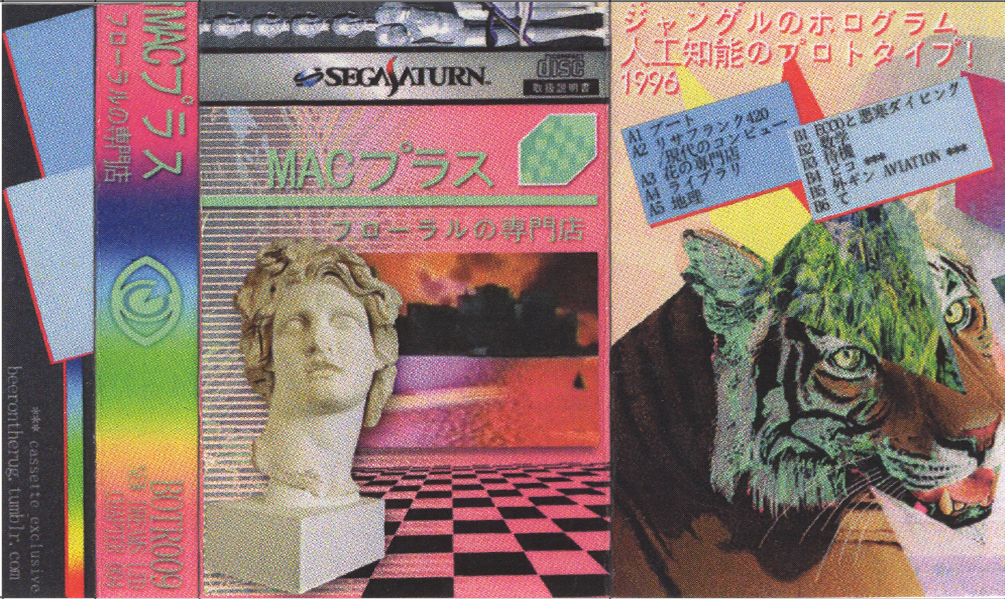 *** cassette exclusive
beerontherug.tumblr.com
MACプラス
フローラルの専門店
BOTR009
SEGA SATURN
disc
取扱説明書
MACプラス
フローラルの専門店
ジャングルのホログラム
人工知能のプロトタイプ!
1996
A1 ブート
A2 リサフランク420
/現代のコンピュー
A3 花の専門店
A4 ライブラリ
A5 地理
B1 ECCOと悪寒ダイビング
B2 数学
B3 待機
B4 ピコ ***
B5 外ギン AVIATION ***
B6 て